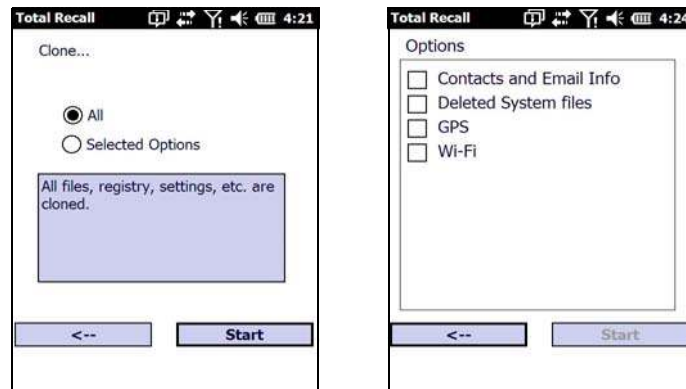 Total Recall 4:21
Clone...
All
Selected Options
All files, registry, settings, etc. are
cloned.
<-- Start
Total Recall 4:24
Options
Contacts and Email Info
Deleted System files
GPS
Wi-Fi
<-- Start